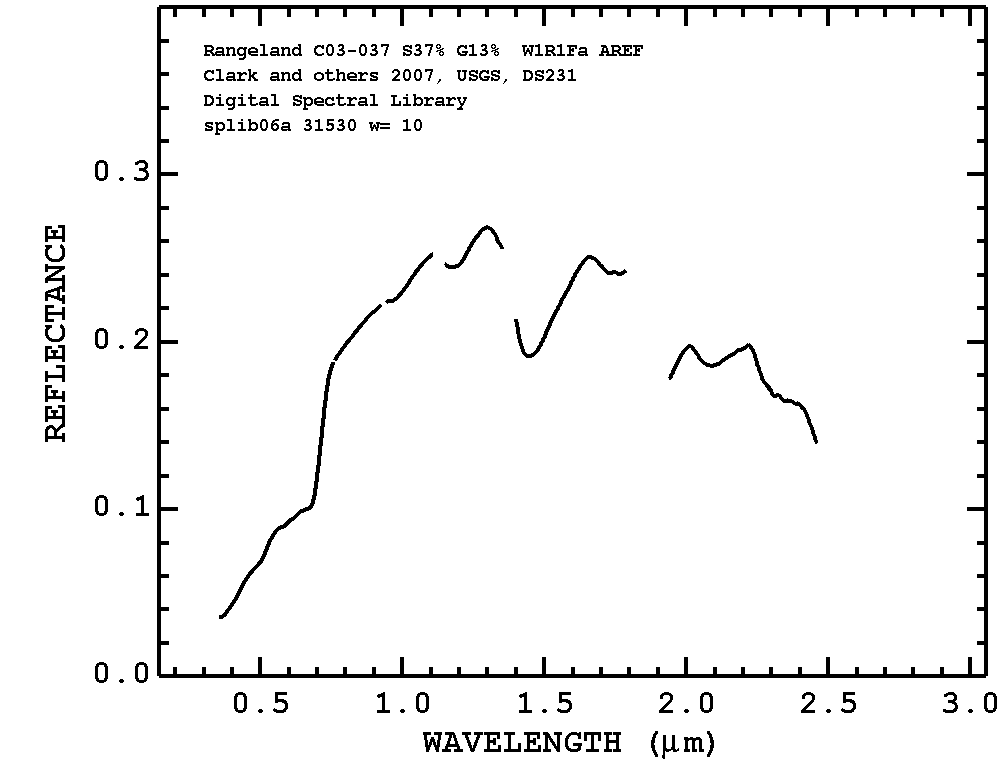 Rangeland C03-037 S37% G13%  W1R1Fa AREF
Clark and others 2007, USGS, DS231
Digital Spectral Library
splib06a 31530 w= 10
0.3
0.2
0.1
0.0
REFLECTANCE
0.5 1.0 1.5 2.0 2.5 3.0
WAVELENGTH (μm)